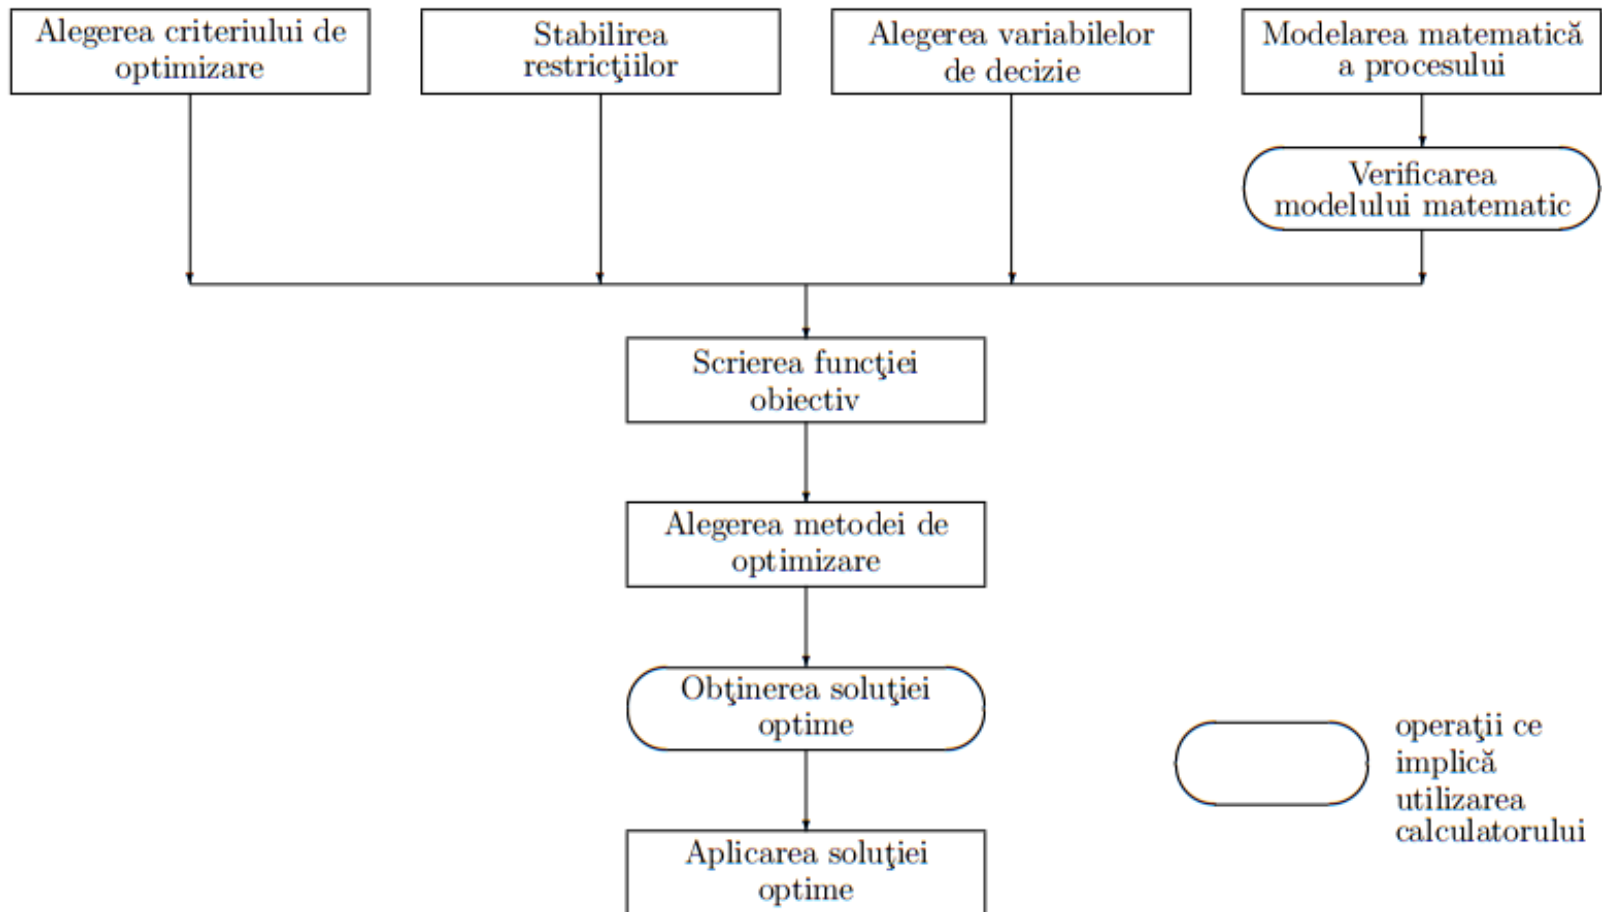 Alegerea criteriului de
optimizare
Stabilirea
restricţiilor
Alegerea variabilelor
de decizie
Modelarea matematică
a procesului
Verificarea
modelului matematic
Scrierea funcţiei
obiectiv
Alegerea metodei de
optimizare
Obţinerea soluţiei
optime
operaţii ce
implică
utilizarea
calculatorului
Aplicarea soluţiei
optime